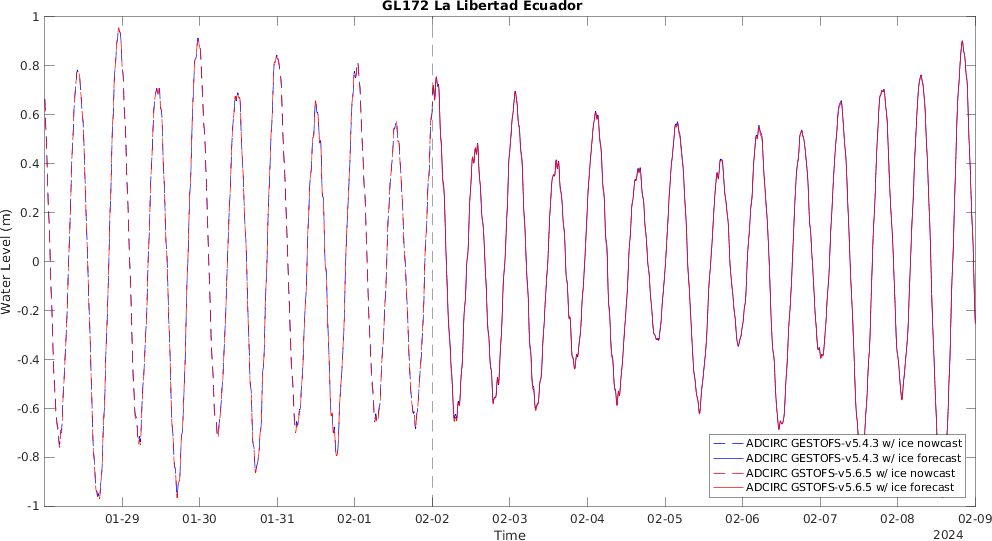 GL172 La Libertad Ecuador
1
0.8
0.6
0.4
0.2
0
-0.2
-0.4
-0.6
-0.8
-1
Water Level (m)
ADCIRC GESTOFS-v5.4.3 w/ ice nowcast
ADCIRC GESTOFS-v5.4.3 w/ ice forecast
ADCIRC GSTOFS-v5.6.5 w/ ice nowcast
ADCIRC GSTOFS-v5.6.5 w/ ice forecast
01-29 01-30 01-31 02-01 02-02 02-03 02-04 02-05 02-06 02-07 02-08 02-09
Time
2024